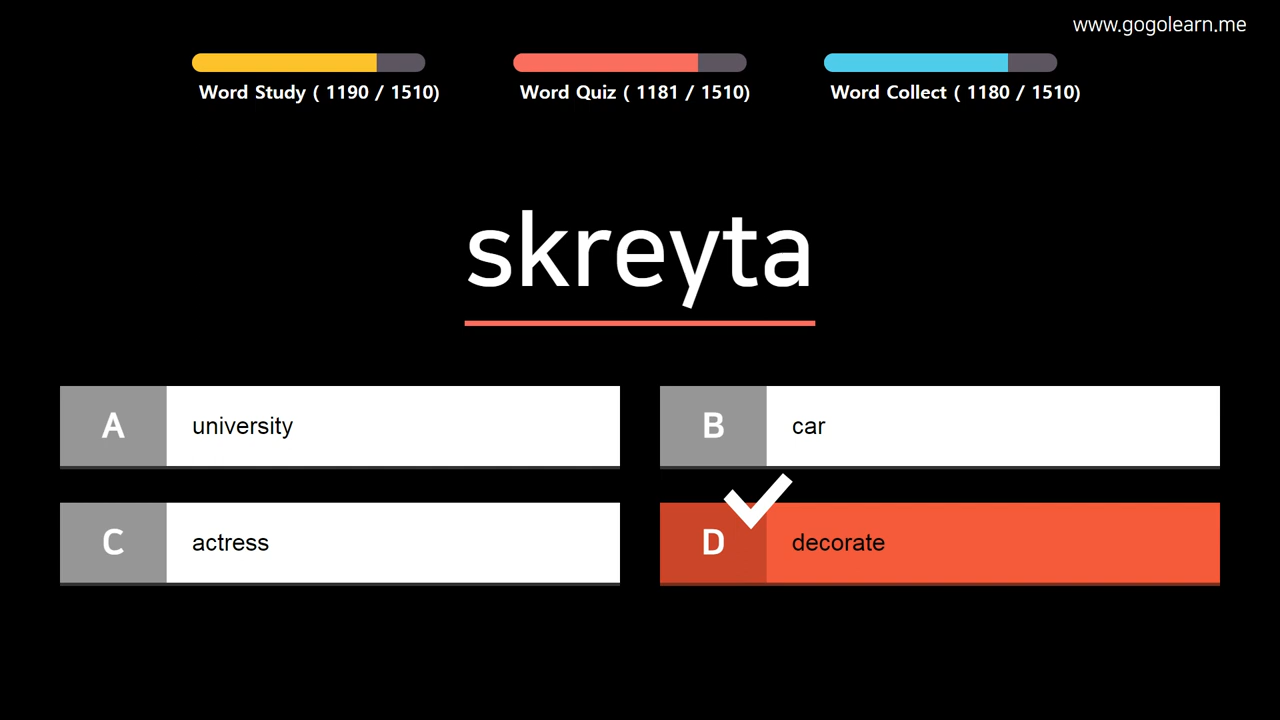 www.gogolearn.me
Word Study ( 1190 / 1510)
Word Quiz ( 1181 / 1510)
Word Collect ( 1180 / 1510)
skreyta
A university
B car
C actress
D decorate